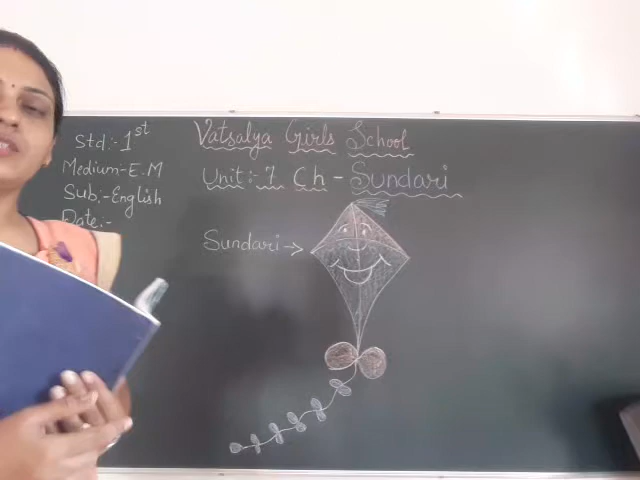 Std:- 1st
Medium-E.M
Sub:-English
Date:-
Vatsalya Girls School
Unit:- 7 Ch - Sundari
Sundari →